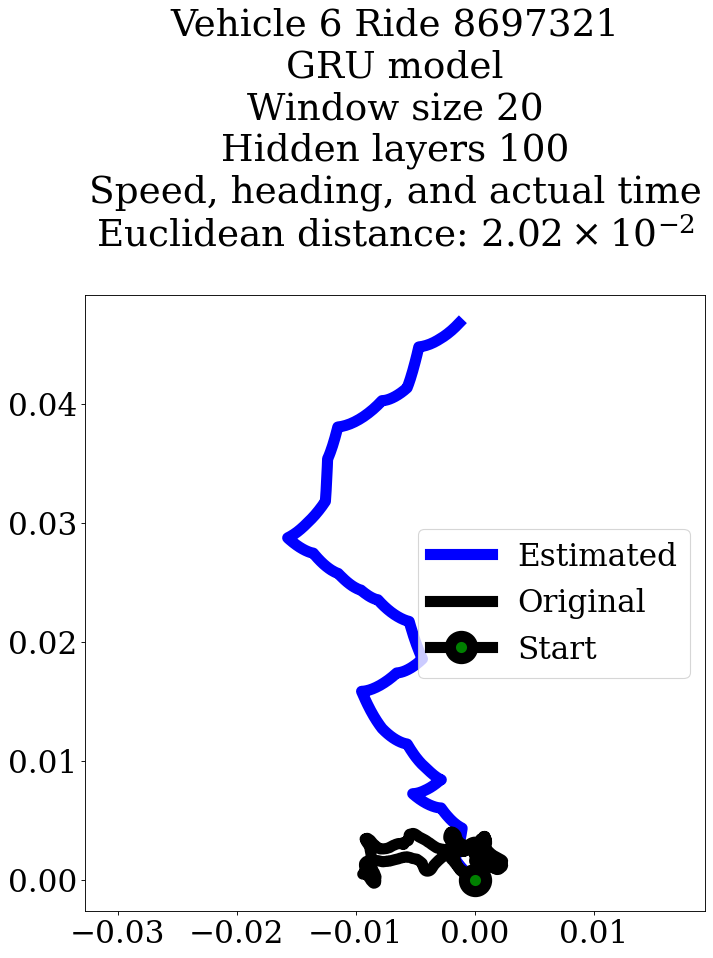 Vehicle 6 Ride 8697321
GRU model
Window size 20
Hidden layers 100
Speed, heading, and actual time
Euclidean distance: 2.02 × 10⁻²
0.04
0.03
0.02
0.01
0.00
Estimated
Original
Start
−0.03 −0.02 −0.01 0.00 0.01